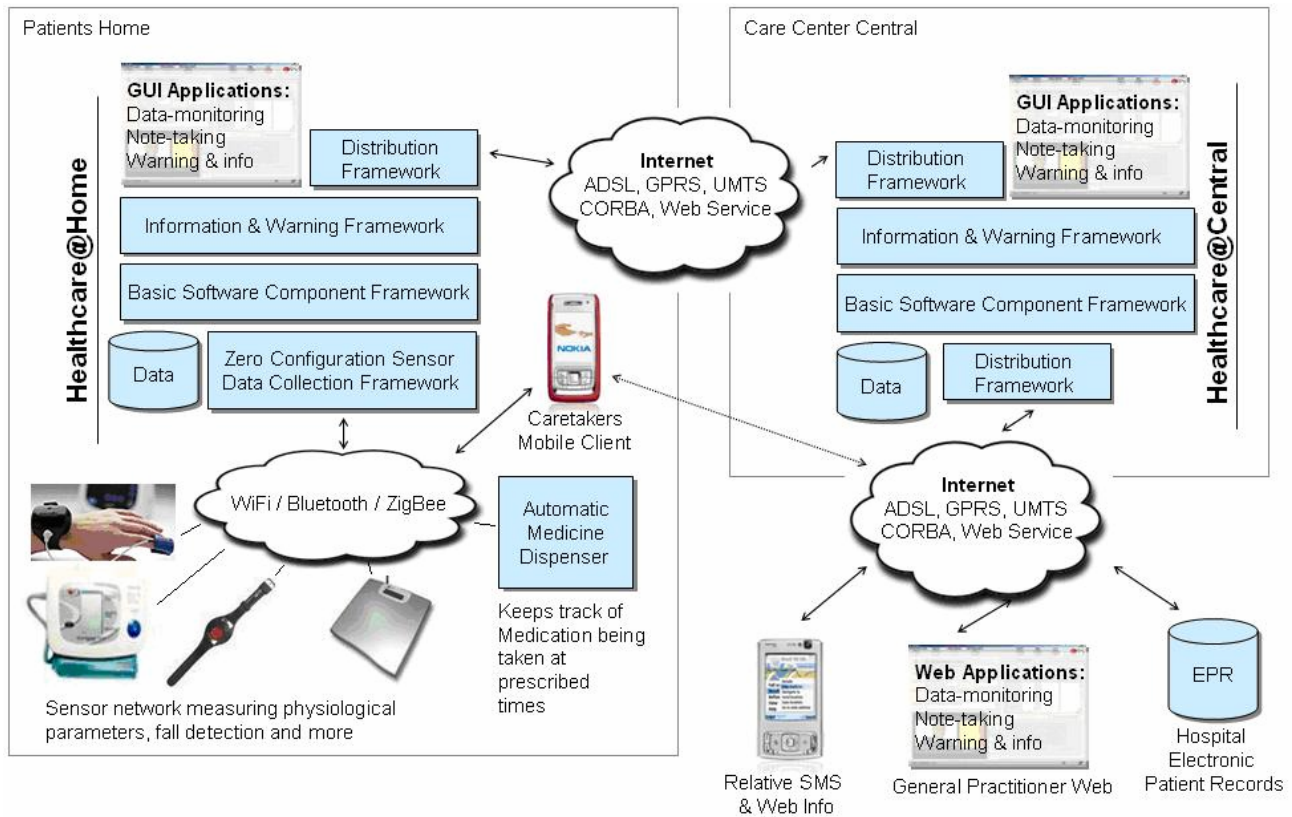 Patients Home
Healthcare@Home
GUI Applications:
Data-monitoring
Note-taking
Warning & info
Distribution
Framework
Information & Warning Framework
Basic Software Component Framework
Data
Zero Configuration Sensor
Data Collection Framework
Internet
ADSL, GPRS, UMTS
CORBA, Web Service
NOKIA
Caretakers
Mobile Client
WiFi / Bluetooth / ZigBee
Automatic
Medicine
Dispenser
Keeps track of
Medication being
taken at
prescribed
times
Sensor network measuring physiological
parameters, fall detection and more
Care Center Central
Distribution
Framework
GUI Applications:
Data-monitoring
Note-taking
Warning & info
Information & Warning Framework
Basic Software Component Framework
Data
Distribution
Framework
Healthcare@Central
Internet
ADSL, GPRS, UMTS
CORBA, Web Service
Relative SMS
& Web Info
Web Applications:
Data-monitoring
Note-taking
Warning & info
General Practitioner Web
EPR
Hospital
Electronic
Patient Records